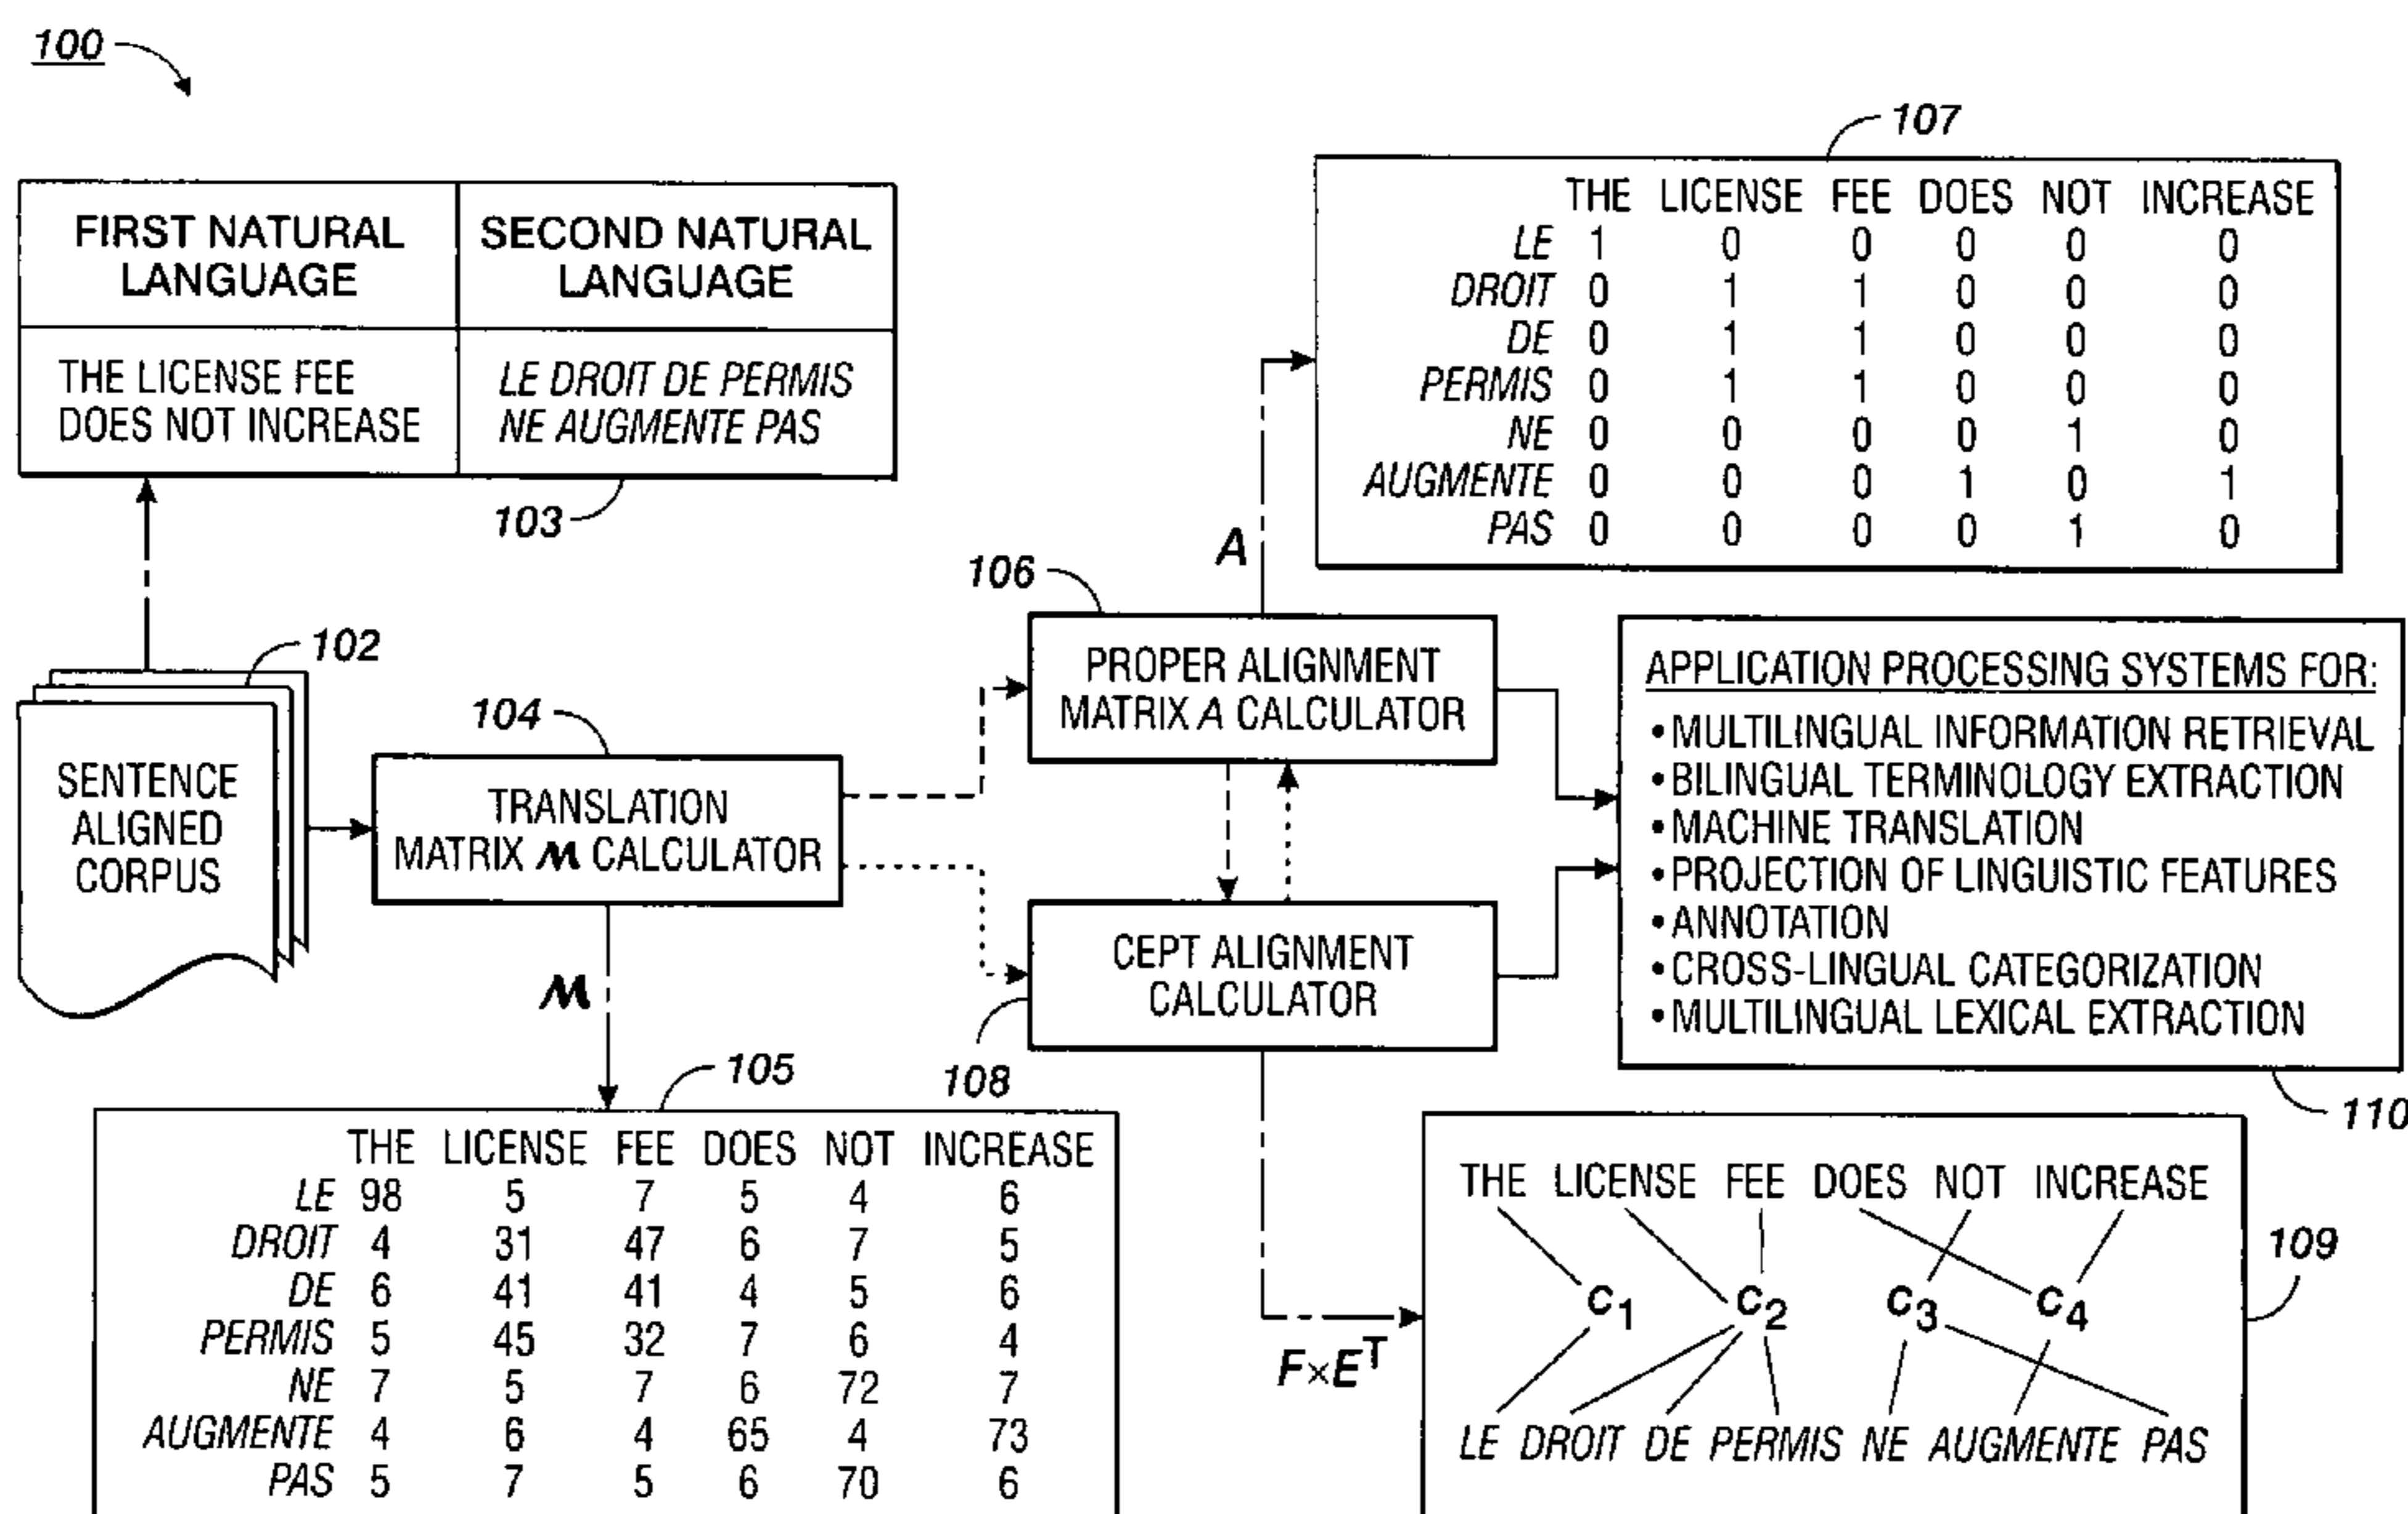 100
FIRST NATURAL LANGUAGE
SECOND NATURAL LANGUAGE
THE LICENSE FEE DOES NOT INCREASE
LE DROIT DE PERMIS NE AUGMENTE PAS
103
107
THE LICENSE FEE DOES NOT INCREASE
LE 1 0 0 0 0 0
DROIT 0 1 1 0 0 0
DE 0 1 1 0 0 0
PERMIS 0 1 1 0 0 0
NE 0 0 0 0 1 0
AUGMENTE 0 0 0 1 0 1
PAS 0 0 0 0 1 0
A
102
SENTENCE
ALIGNED
CORPUS
104
TRANSLATION
MATRIX M CALCULATOR
M
106
PROPER ALIGNMENT
MATRIX A CALCULATOR
CEPT ALIGNMENT
CALCULATOR
108
APPLICATION PROCESSING SYSTEMS FOR:
•MULTILINGUAL INFORMATION RETRIEVAL
•BILINGUAL TERMINOLOGY EXTRACTION
•MACHINE TRANSLATION
•PROJECTION OF LINGUISTIC FEATURES
•ANNOTATION
•CROSS-LINGUAL CATEGORIZATION
•MULTILINGUAL LEXICAL EXTRACTION
110
105
THE LICENSE FEE DOES NOT INCREASE
LE 98 5 7 5 4 6
DROIT 4 31 47 6 7 5
DE 6 41 41 4 5 6
PERMIS 5 45 32 7 6 4
NE 7 5 7 6 72 7
AUGMENTE 4 6 4 65 4 73
PAS 5 7 5 6 70 6
F×Eᵀ
109
THE LICENSE FEE DOES NOT INCREASE
c₁ c₂ c₃ c₄
LE DROIT DE PERMIS NE AUGMENTE PAS